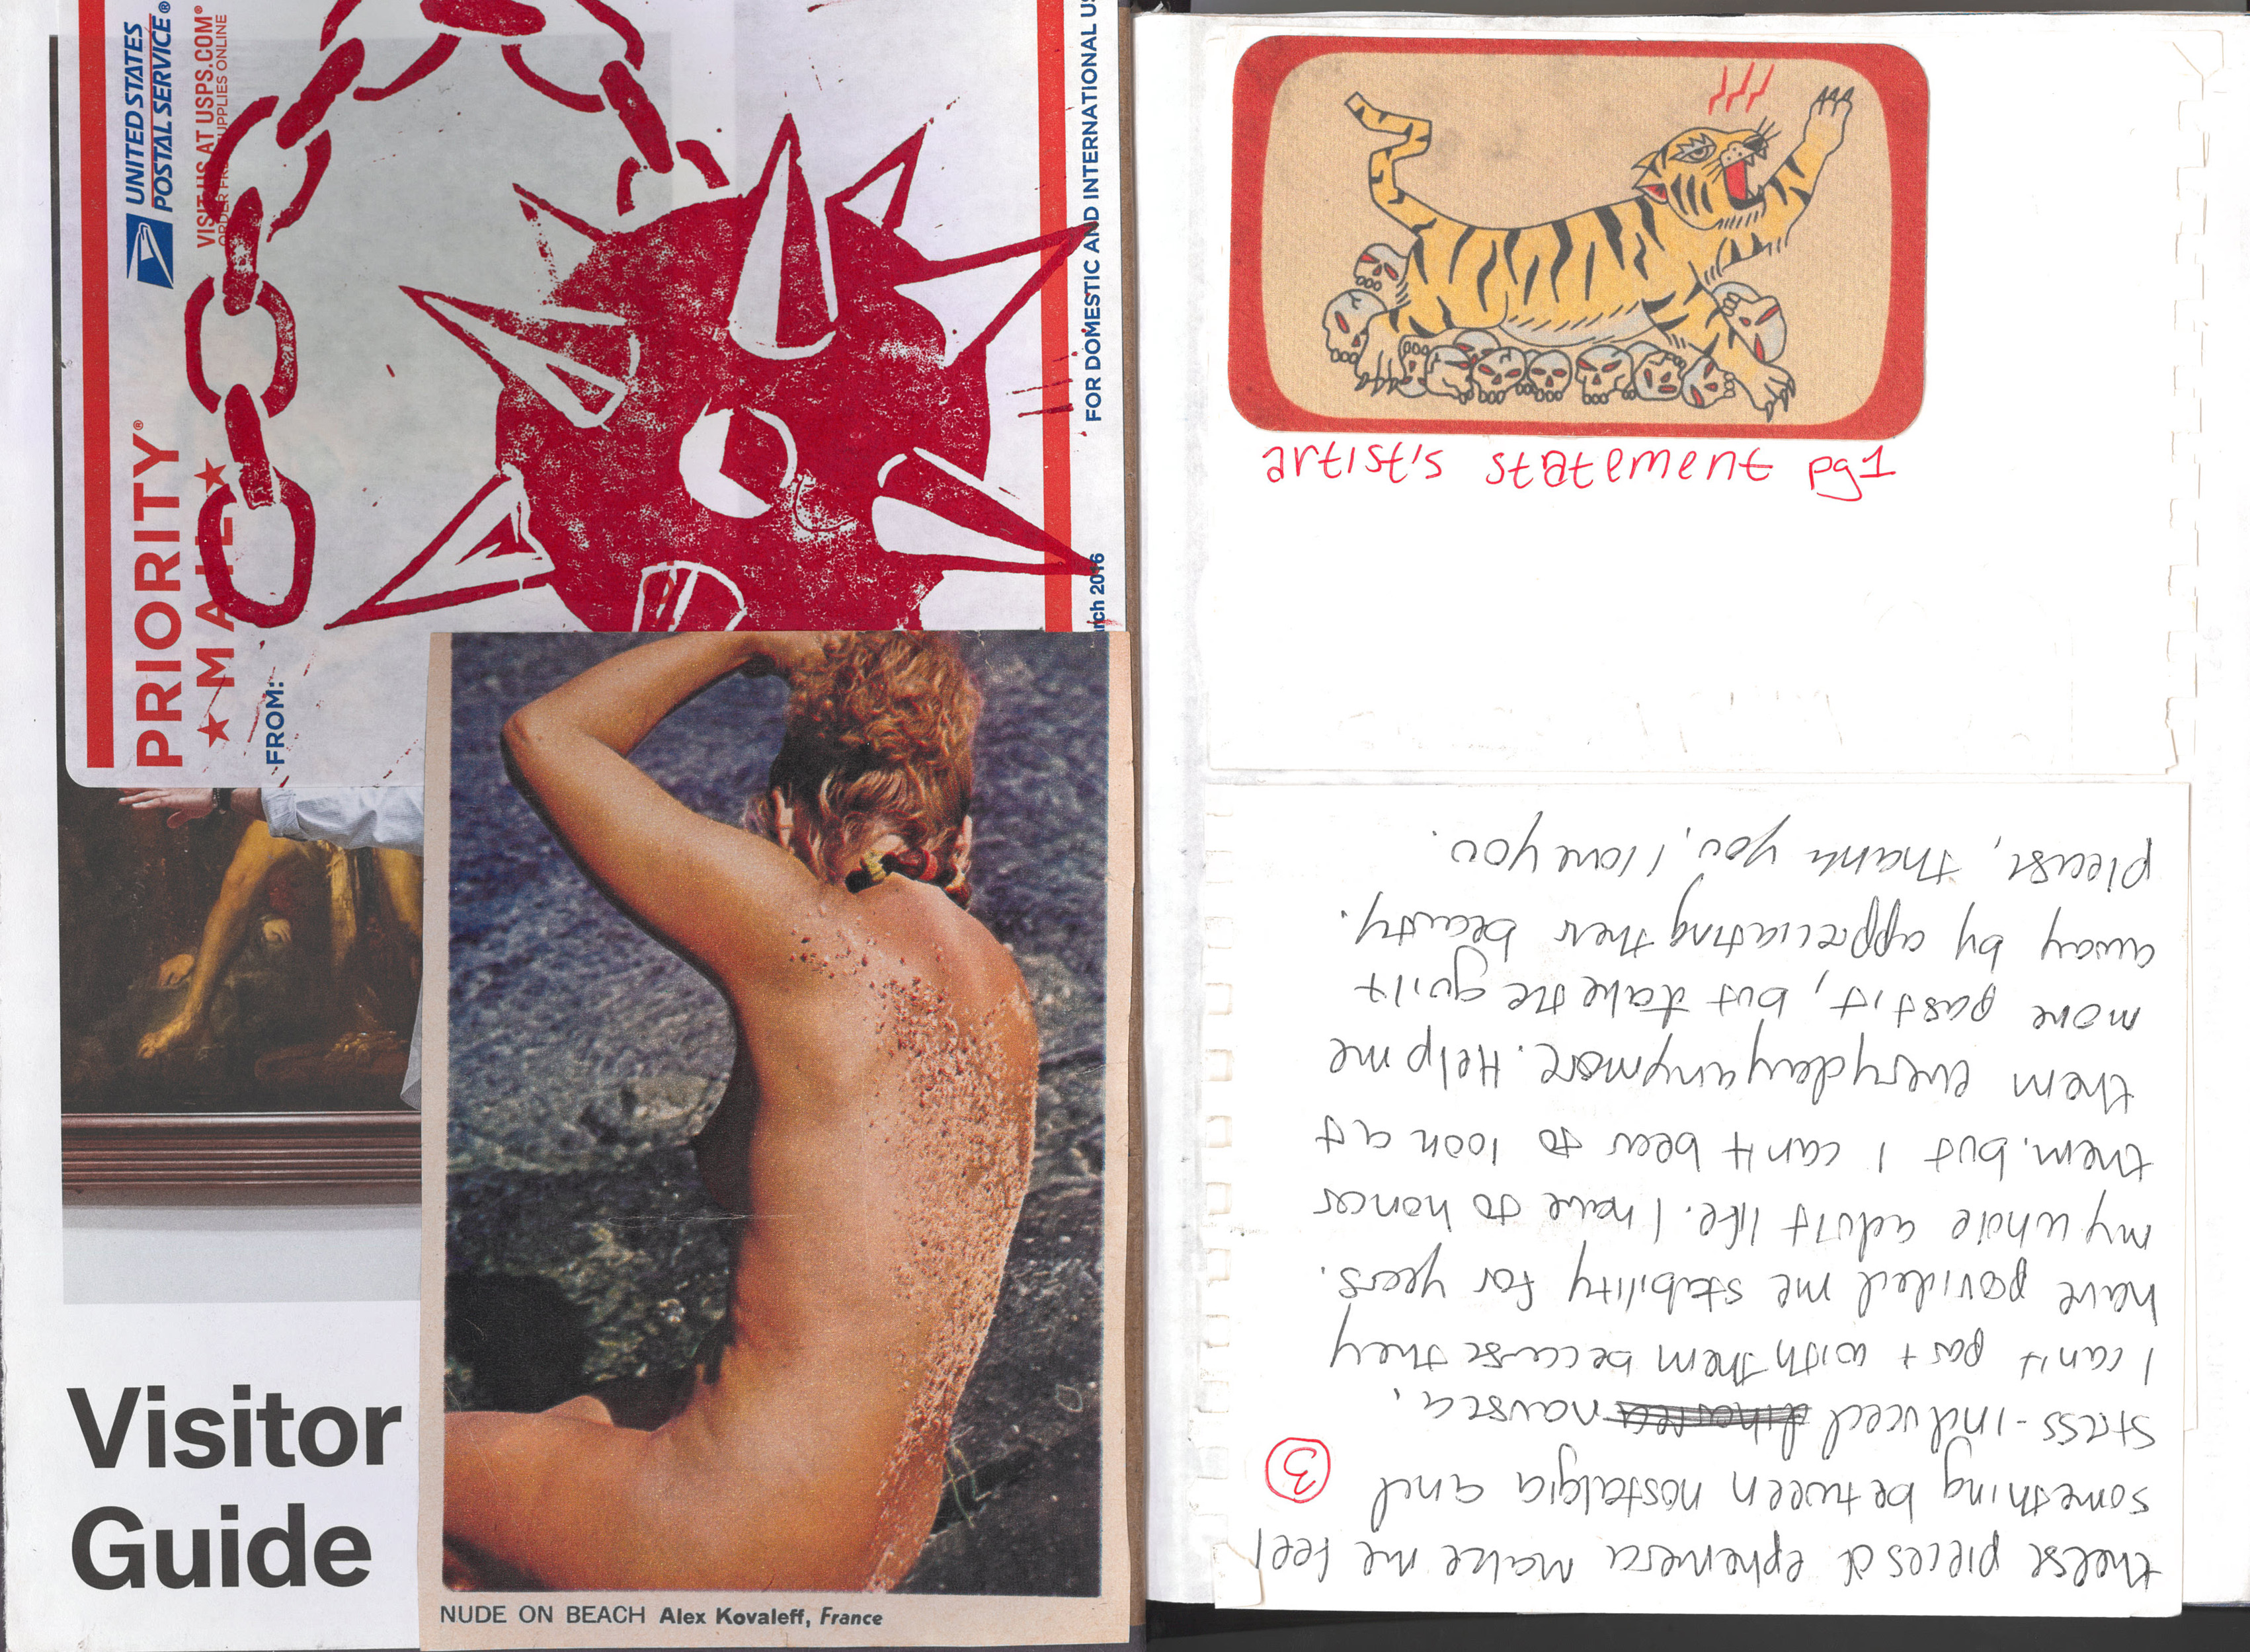 UNITED STATES
POSTAL SERVICE®
VISIT US AT USPS.COM®
ORDER FREE SUPPLIES ONLINE
PRIORITY®
★ MAIL ★
FROM:
FOR DOMESTIC AND INTERNATIONAL US
rch 2016
Visitor
Guide
NUDE ON BEACH Alex Kovaleff, France
artist's statement pg1
theese pieces of ephemera make me feel
something between nostalgia and
3
stress-induced nausea.
I can't part with them because they
have povided me stability for years.
my whole adult life. I have to honor
them. but I can't bear to look at
them everyday anymore. Help me
move past it, but take the guilt
away by appreciating their beauty.
please, thank you, I love you.